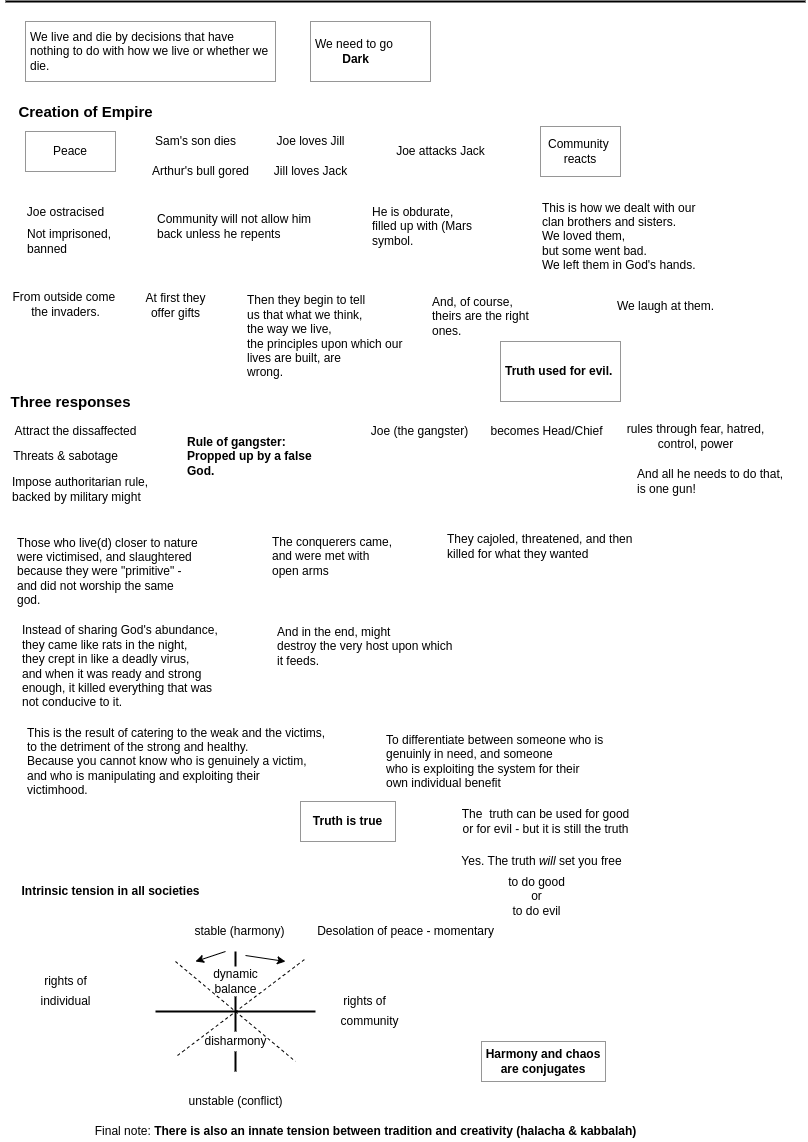 We live and die by decisions that have
nothing to do with how we live or whether we
die.
We need to go
Dark
Creation of Empire
Peace
Sam's son dies
Arthur's bull gored
Joe loves Jill
Jill loves Jack
Joe attacks Jack
Community
reacts
Joe ostracised
Not imprisoned,
banned
Community will not allow him
back unless he repents
He is obdurate,
filled up with (Mars
symbol.
This is how we dealt with our
clan brothers and sisters.
We loved them,
but some went bad.
We left them in God's hands.
From outside come
the invaders.
At first they
offer gifts
Then they begin to tell
us that what we think,
the way we live,
the principles upon which our
lives are built, are
wrong.
And, of course,
theirs are the right
ones.
We laugh at them.
Truth used for evil.
Three responses
Attract the dissaffected
Threats & sabotage
Impose authoritarian rule,
backed by military might
Rule of gangster:
Propped up by a false
God.
Joe (the gangster)
becomes Head/Chief
rules through fear, hatred,
control, power
And all he needs to do that,
is one gun!
Those who live(d) closer to nature
were victimised, and slaughtered
because they were "primitive" -
and did not worship the same
god.
The conquerers came,
and were met with
open arms
They cajoled, threatened, and then
killed for what they wanted
Instead of sharing God's abundance,
they came like rats in the night,
they crept in like a deadly virus,
and when it was ready and strong
enough, it killed everything that was
not conducive to it.
And in the end, might
destroy the very host upon which
it feeds.
This is the result of catering to the weak and the victims,
to the detriment of the strong and healthy.
Because you cannot know who is genuinely a victim,
and who is manipulating and exploiting their
victimhood.
To differentiate between someone who is
genuinly in need, and someone
who is exploiting the system for their
own individual benefit
Truth is true
The  truth can be used for good
or for evil - but it is still the truth
Yes. The truth will set you free
to do good
or
to do evil
Intrinsic tension in all societies
stable (harmony)
Desolation of peace - momentary
dynamic
balance
rights of
individual
rights of
community
disharmony
Harmony and chaos
are conjugates
unstable (conflict)
Final note: There is also an innate tension between tradition and creativity (halacha & kabbalah)